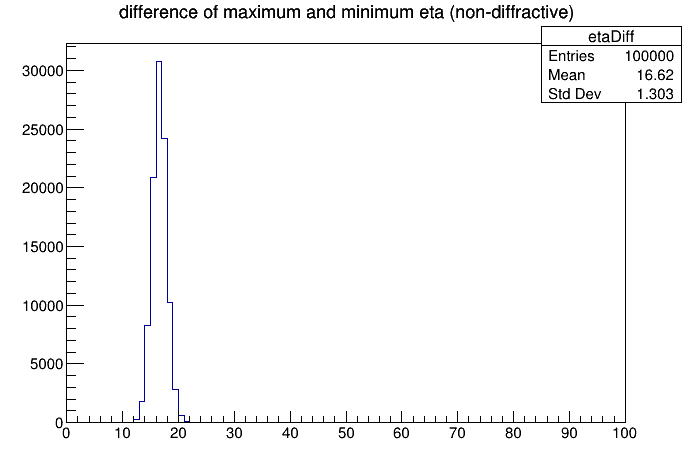 difference of maximum and minimum eta (non-diffractive)
etaDiff
Entries 100000
Mean 16.62
Std Dev 1.303
30000
25000
20000
15000
10000
5000
0
0 10 20 30 40 50 60 70 80 90 100